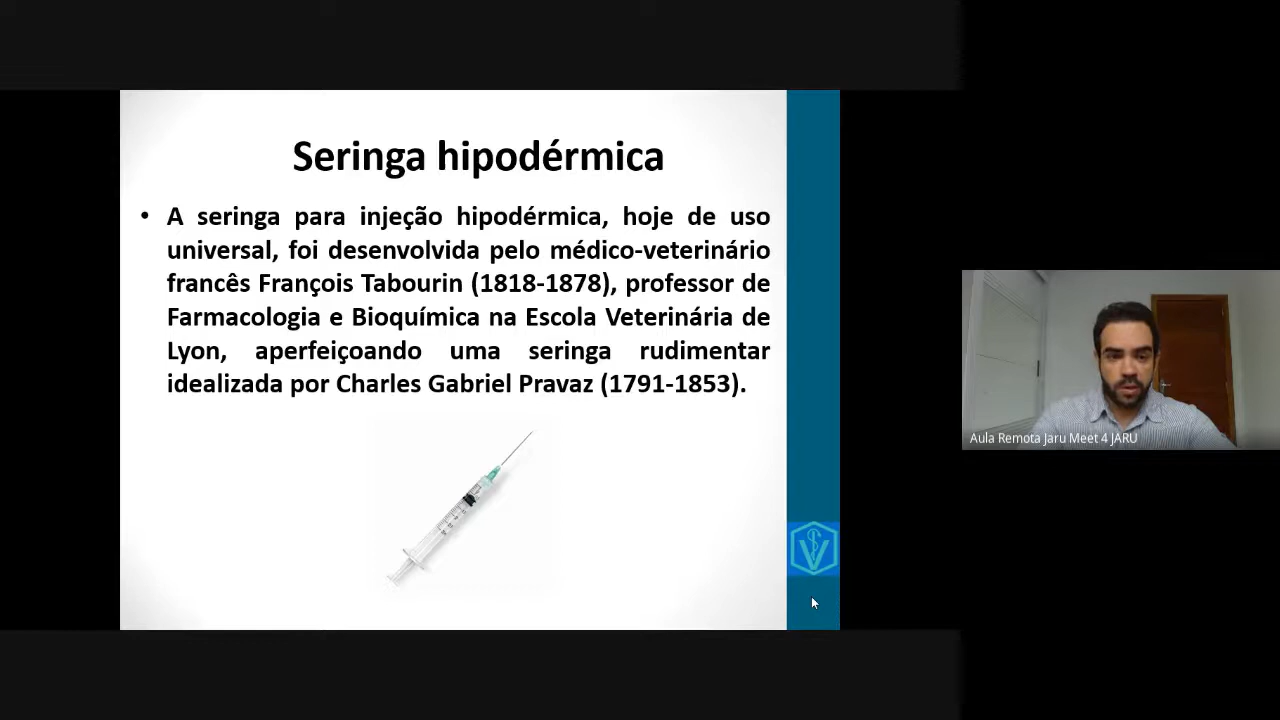 Seringa hipodérmica
• A seringa para injeção hipodérmica, hoje de uso
universal, foi desenvolvida pelo médico-veterinário
francês François Tabourin (1818-1878), professor de
Farmacologia e Bioquímica na Escola Veterinária de
Lyon, aperfeiçoando uma seringa rudimentar
idealizada por Charles Gabriel Pravaz (1791-1853).
Aula Remota Jaru Meet 4 JARU
V